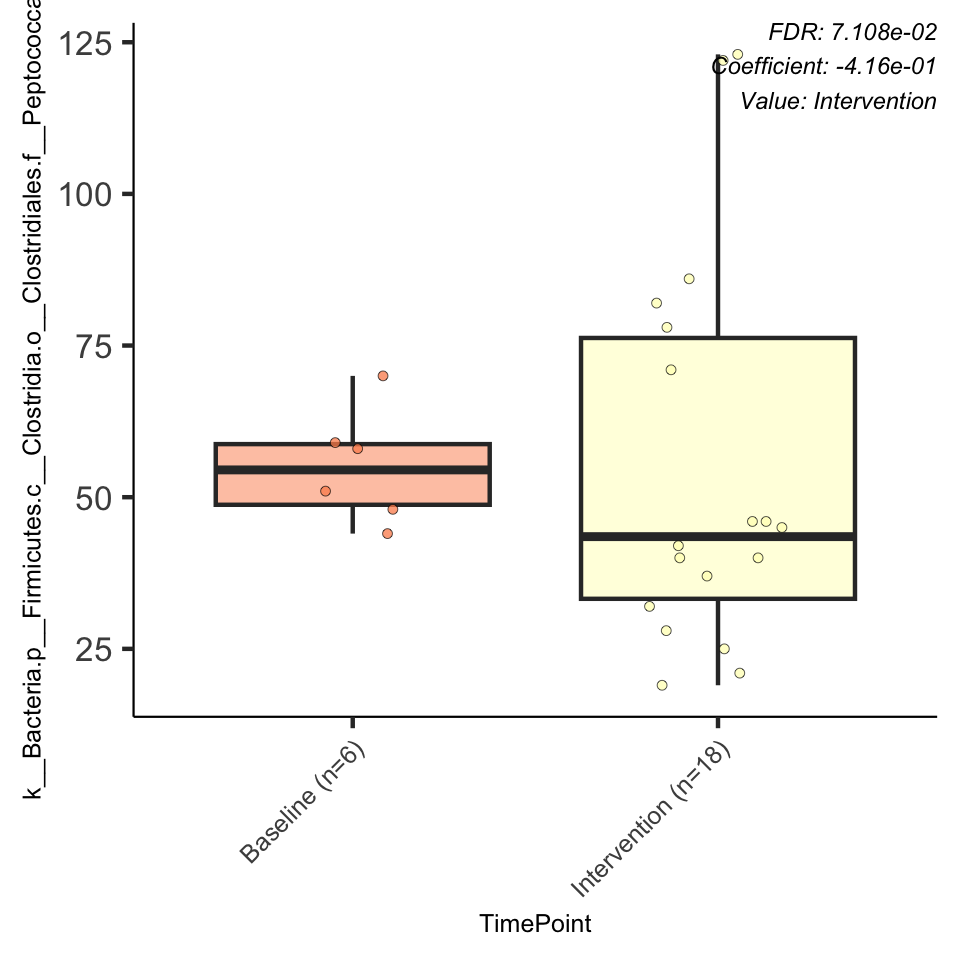 k__Bacteria.p__Firmicutes.c__Clostridia.o__Clostridiales.f__Peptococca
125
100
75
50
25
FDR: 7.108e-02
Coefficient: -4.16e-01
Value: Intervention
Baseline (n=6)
Intervention (n=18)
TimePoint